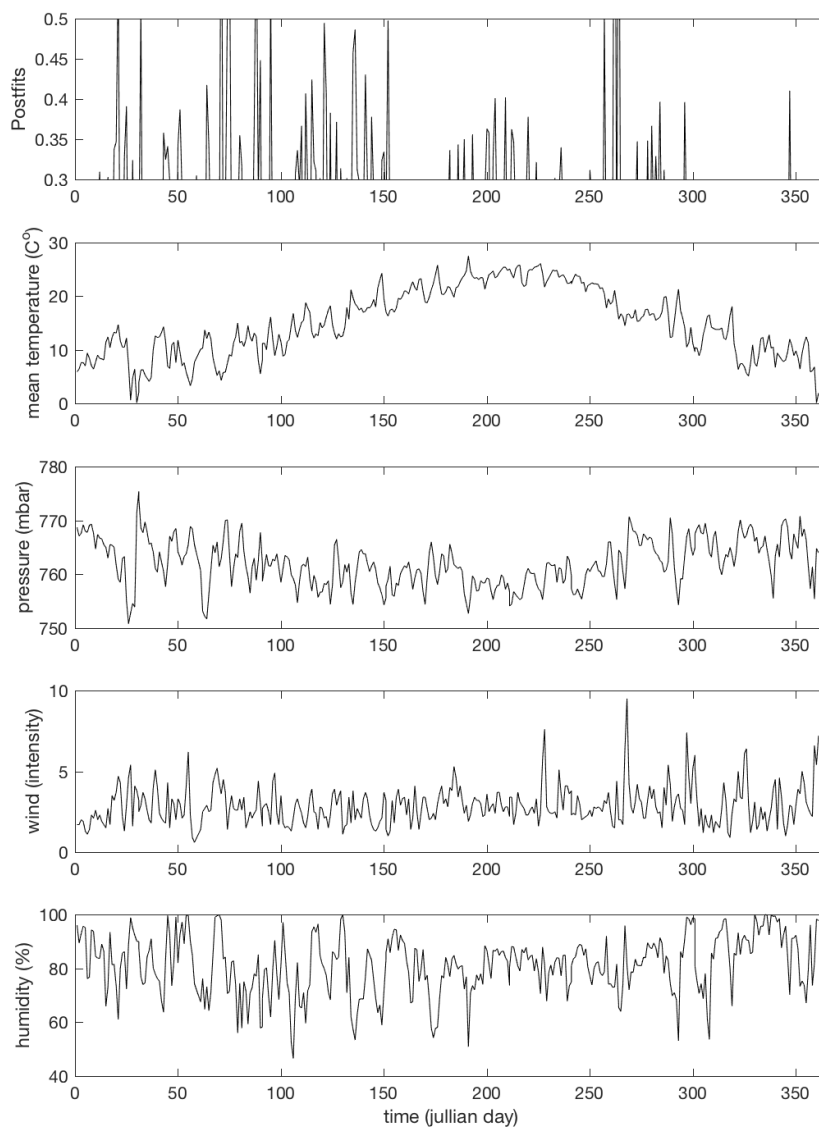 0.5
0.45
0.4
0.35
0.3
Postfits
0 50 100 150 200 250 300 350
30
20
10
0
mean temperature (C°)
0 50 100 150 200 250 300 350
780
770
760
750
pressure (mbar)
0 50 100 150 200 250 300 350
10
5
0
wind (intensity)
0 50 100 150 200 250 300 350
100
80
60
40
humidity (%)
0 50 100 150 200 250 300 350
time (jullian day)